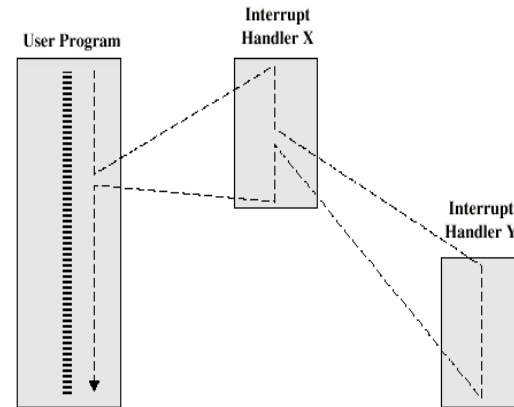 Interrupt
Handler X
User Program
Interrupt
Handler Y